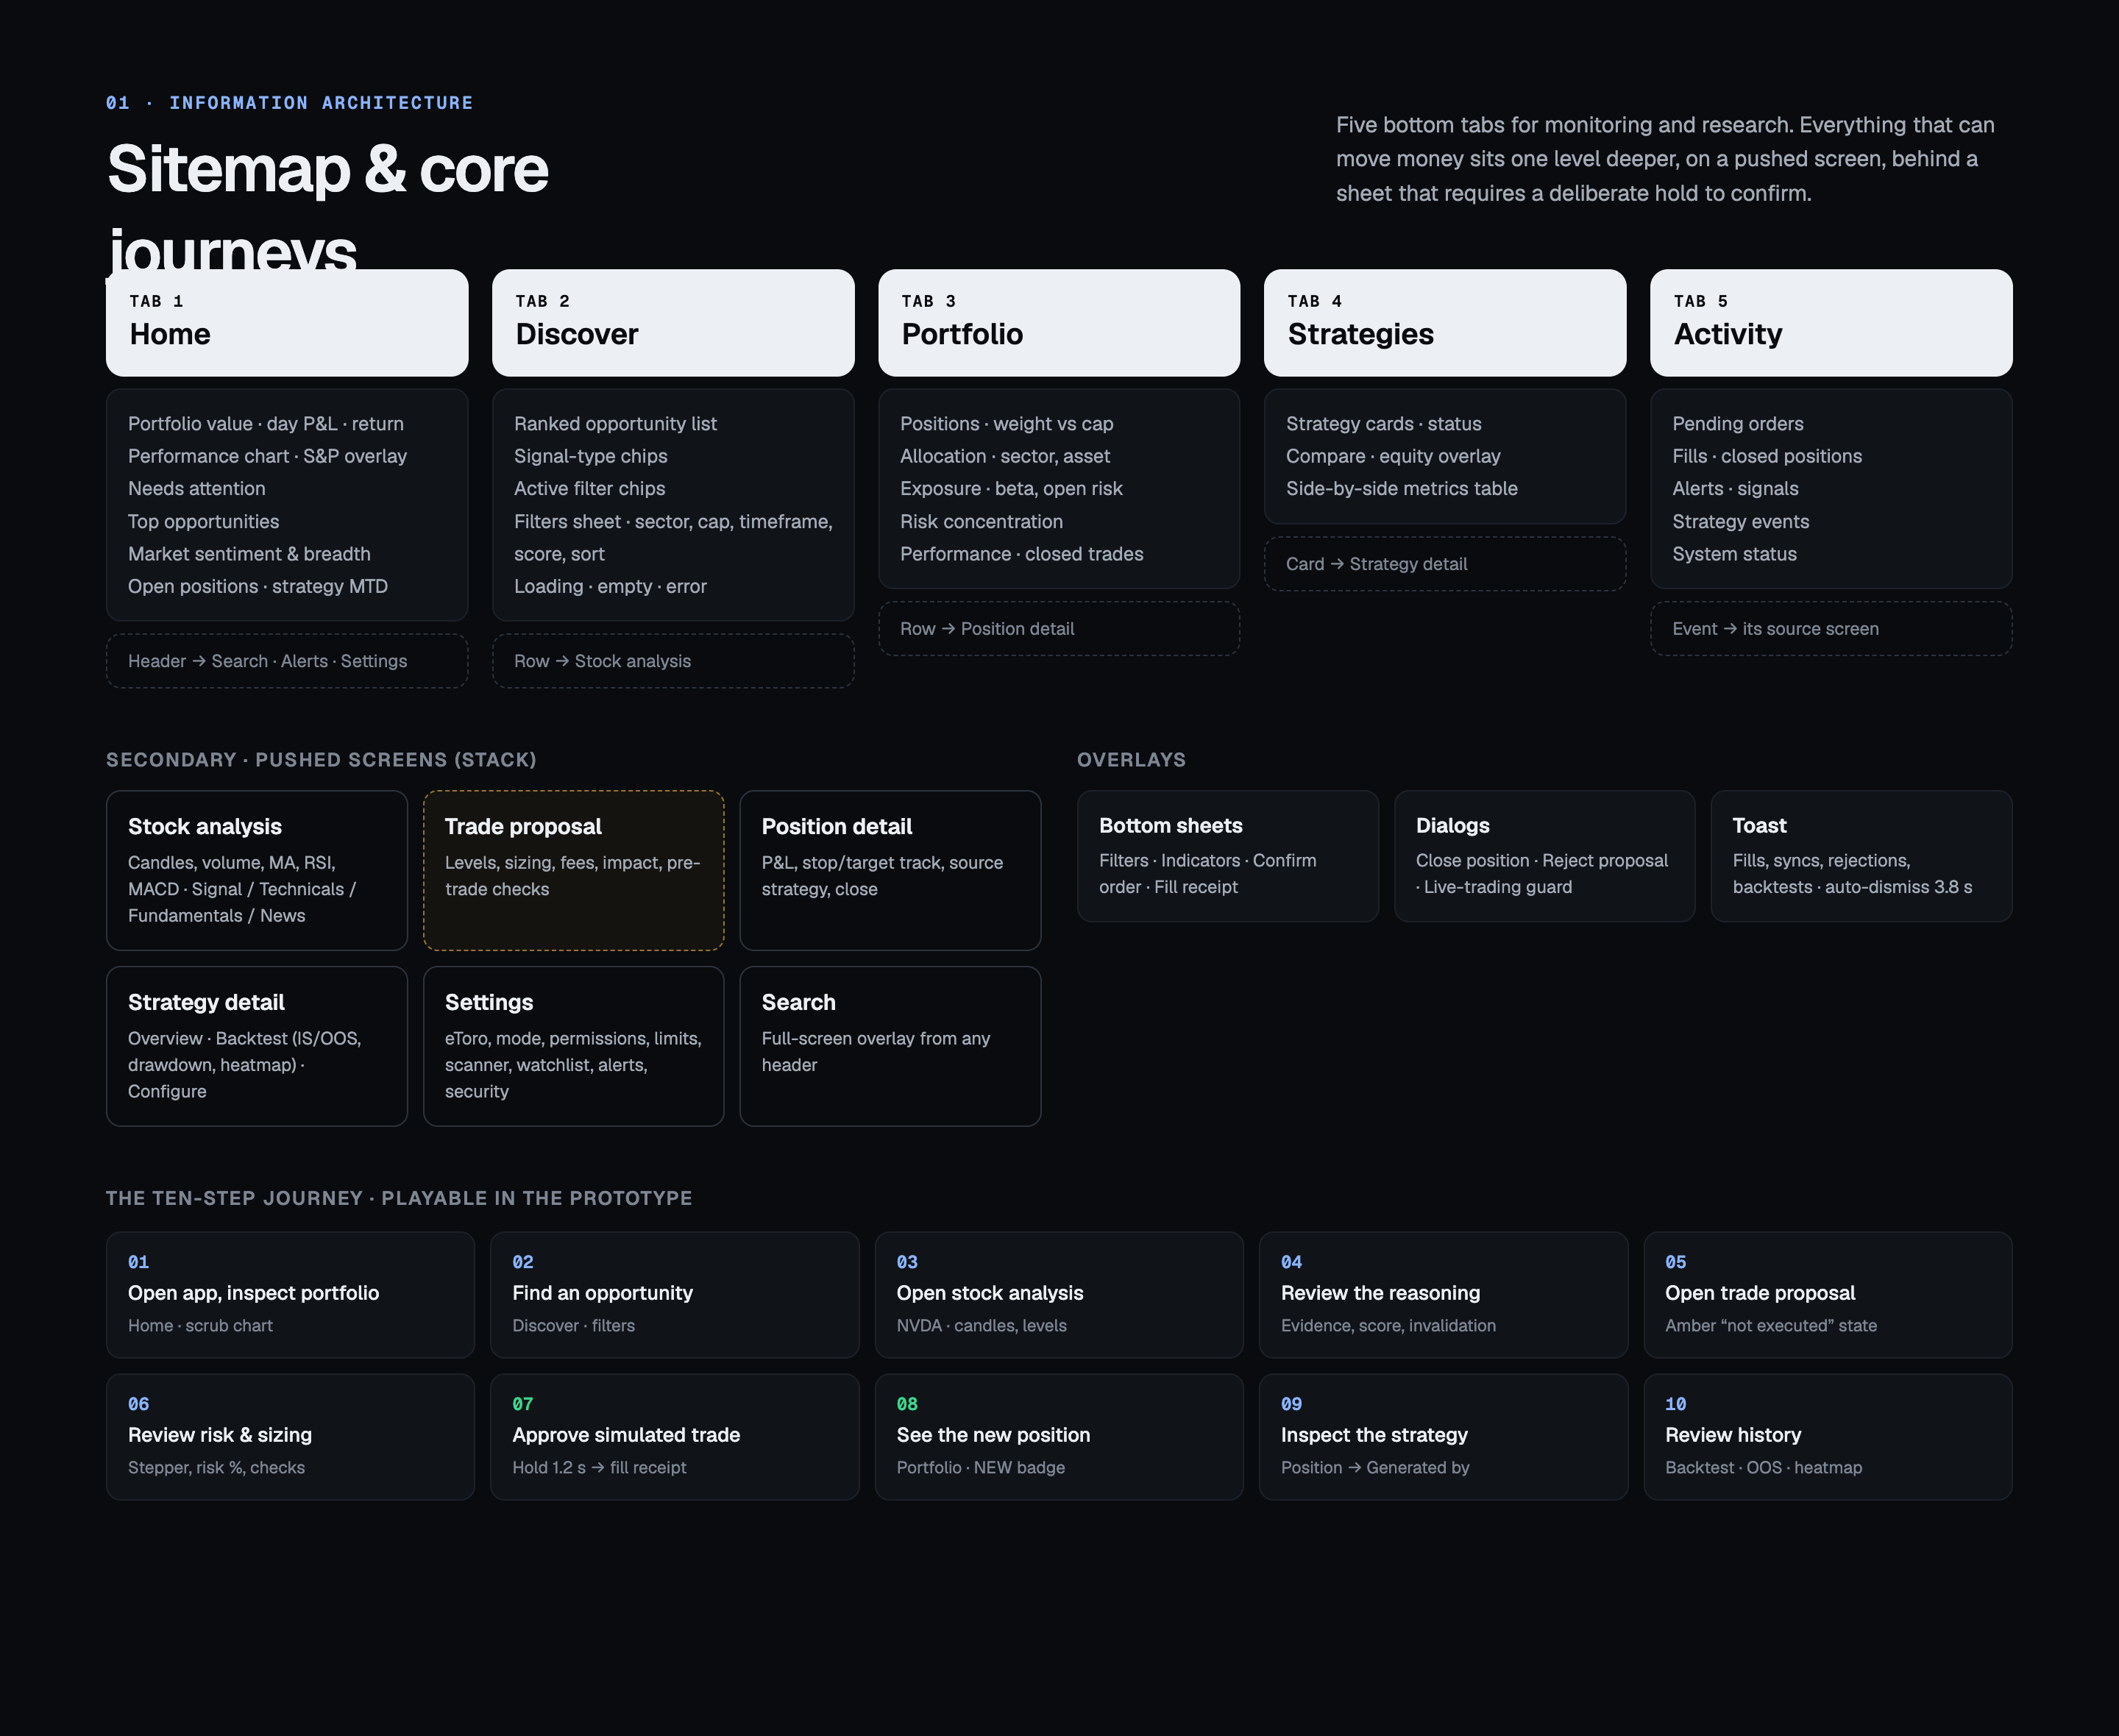 01 · INFORMATION ARCHITECTURE
Sitemap & core
journeys
Five bottom tabs for monitoring and research. Everything that can
move money sits one level deeper, on a pushed screen, behind a
sheet that requires a deliberate hold to confirm.
TAB 1
Home
Portfolio value · day P&L · return
Performance chart · S&P overlay
Needs attention
Top opportunities
Market sentiment & breadth
Open positions · strategy MTD
Header → Search · Alerts · Settings
TAB 2
Discover
Ranked opportunity list
Signal-type chips
Active filter chips
Filters sheet · sector, cap, timeframe,
score, sort
Loading · empty · error
Row → Stock analysis
TAB 3
Portfolio
Positions · weight vs cap
Allocation · sector, asset
Exposure · beta, open risk
Risk concentration
Performance · closed trades
Row → Position detail
TAB 4
Strategies
Strategy cards · status
Compare · equity overlay
Side-by-side metrics table
Card → Strategy detail
TAB 5
Activity
Pending orders
Fills · closed positions
Alerts · signals
Strategy events
System status
Event → its source screen
SECONDARY · PUSHED SCREENS (STACK)
Stock analysis
Candles, volume, MA, RSI,
MACD · Signal / Technicals /
Fundamentals / News
Trade proposal
Levels, sizing, fees, impact, pre-
trade checks
Position detail
P&L, stop/target track, source
strategy, close
Strategy detail
Overview · Backtest (IS/OOS,
drawdown, heatmap) ·
Configure
Settings
eToro, mode, permissions, limits,
scanner, watchlist, alerts,
security
Search
Full-screen overlay from any
header
OVERLAYS
Bottom sheets
Filters · Indicators · Confirm
order · Fill receipt
Dialogs
Close position · Reject proposal
· Live-trading guard
Toast
Fills, syncs, rejections,
backtests · auto-dismiss 3.8 s
THE TEN-STEP JOURNEY · PLAYABLE IN THE PROTOTYPE
01
Open app, inspect portfolio
Home · scrub chart
02
Find an opportunity
Discover · filters
03
Open stock analysis
NVDA · candles, levels
04
Review the reasoning
Evidence, score, invalidation
05
Open trade proposal
Amber “not executed” state
06
Review risk & sizing
Stepper, risk %, checks
07
Approve simulated trade
Hold 1.2 s → fill receipt
08
See the new position
Portfolio · NEW badge
09
Inspect the strategy
Position → Generated by
10
Review history
Backtest · OOS · heatmap